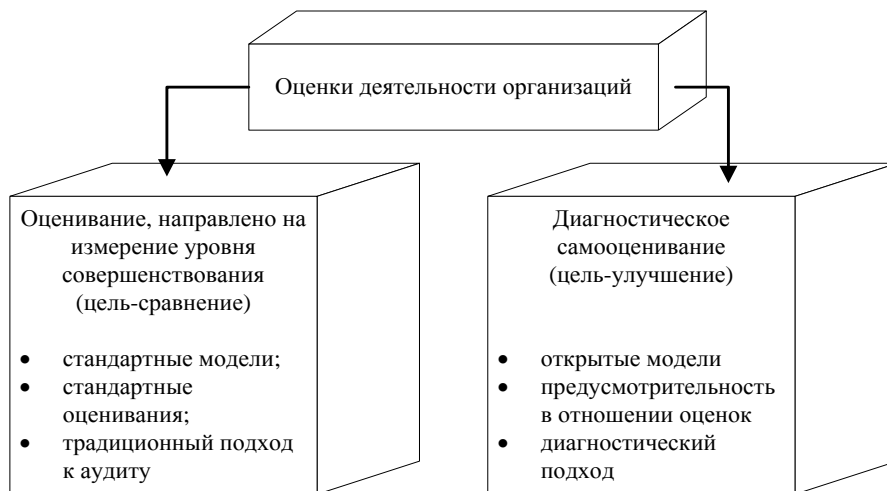 Оценки деятельности организаций
Оценивание, направлено на
измерение уровня
совершенствования
(цель-сравнение)
• стандартные модели;
• стандартные
оценивания;
• традиционный подход
к аудиту
Диагностическое
самооценивание
(цель-улучшение)
• открытые модели
• предусмотрительность
в отношении оценок
• диагностический
подход